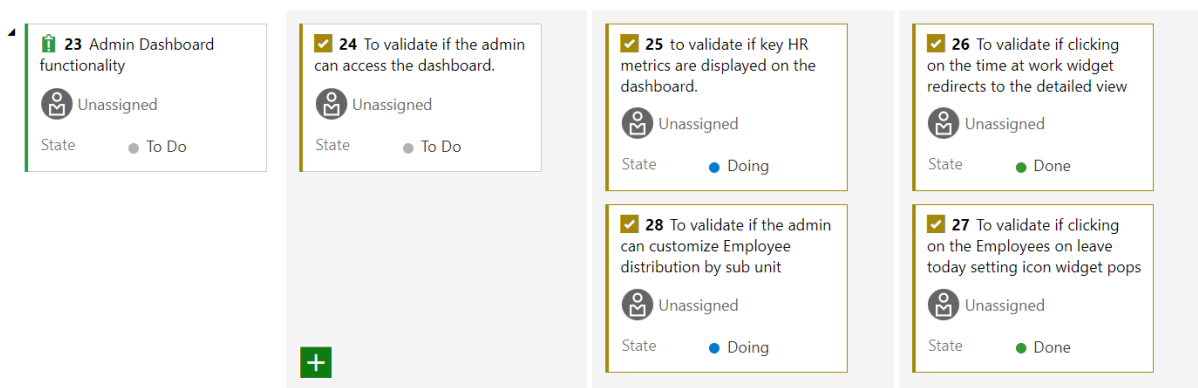 23 Admin Dashboard
functionality
Unassigned
State To Do
24 To validate if the admin
can access the dashboard.
Unassigned
State To Do
25 to validate if key HR
metrics are displayed on the
dashboard.
Unassigned
State Doing
28 To validate if the admin
can customize Employee
distribution by sub unit
Unassigned
State Doing
26 To validate if clicking
on the time at work widget
redirects to the detailed view
Unassigned
State Done
27 To validate if clicking
on the Employees on leave
today setting icon widget pops
Unassigned
State Done